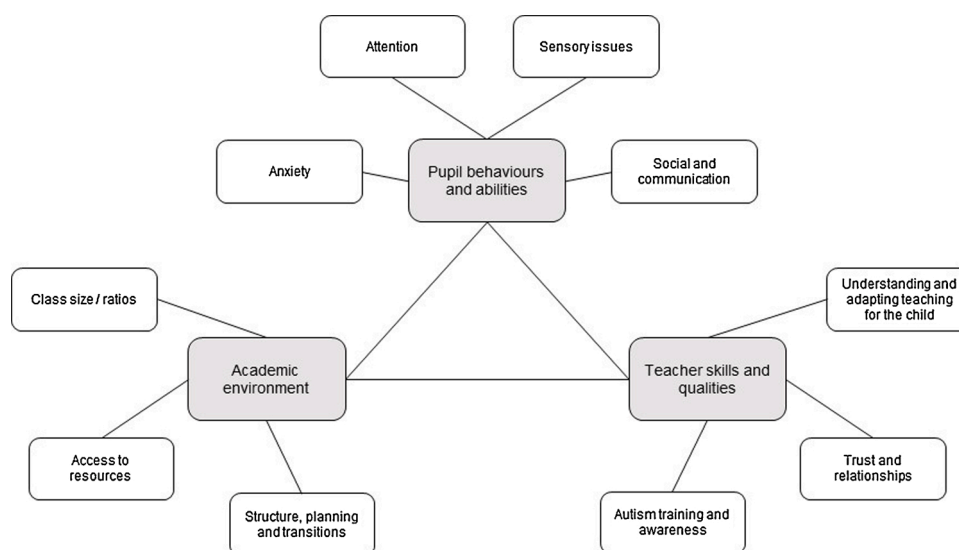 Attention
Sensory issues
Anxiety
Pupil behaviours
and abilities
Social and
communication
Class size / ratios
Understanding and
adapting teaching
for the child
Academic
environment
Teacher skills and
qualities
Access to
resources
Trust and
relationships
Structure, planning
and transitions
Autism training and
awareness